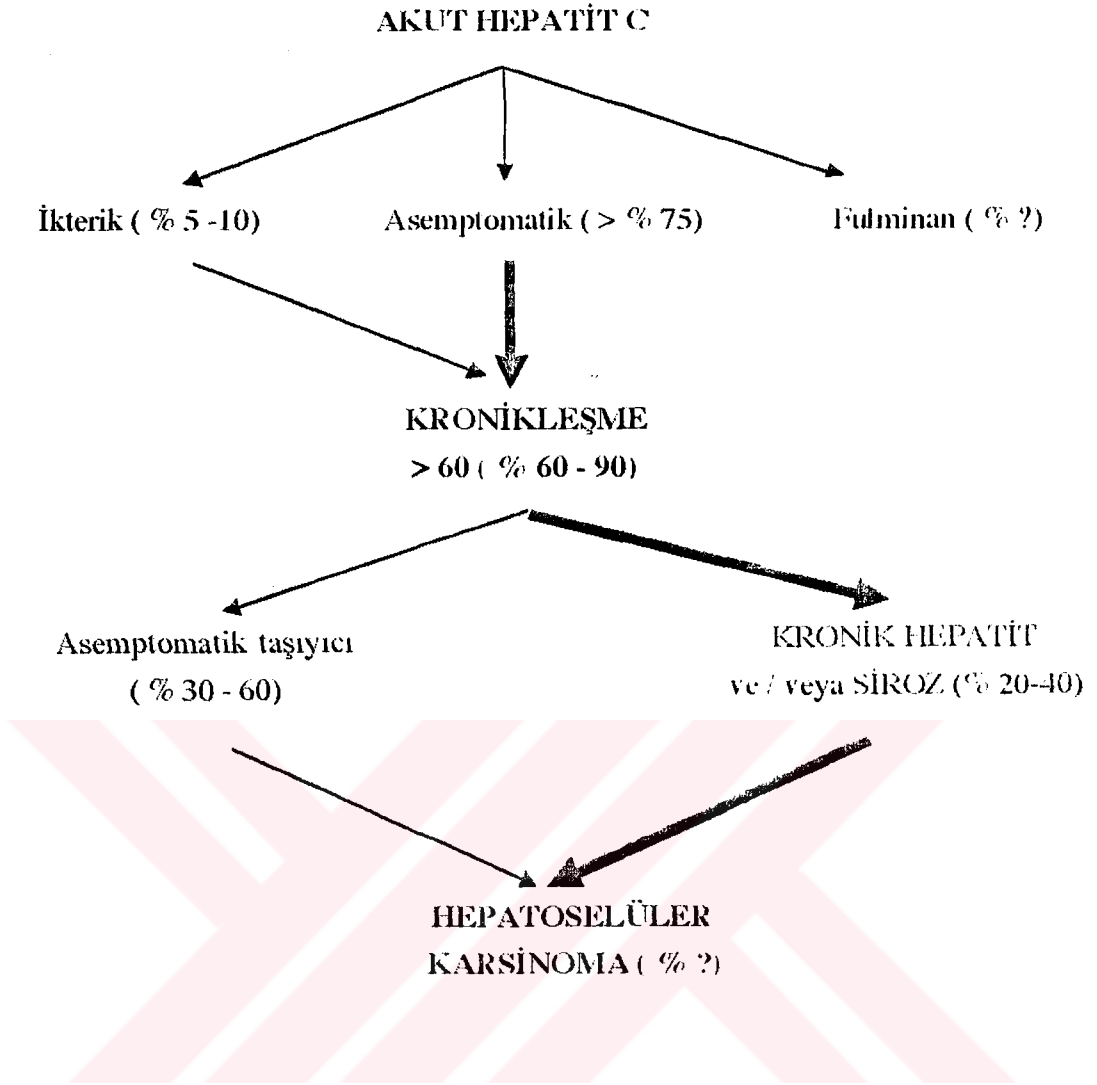 AKUT HEPATİT C
İkterik ( % 5 -10)
Asemptomatik ( > % 75)
Fulminan ( % ?)
KRONİKLEŞME
> 60 ( % 60 - 90)
Asemptomatik taşıyıcı
( % 30 - 60)
KRONİK HEPATİT
ve / veya SİROZ (% 20-40)
HEPATOSELÜLER
KARSİNOMA ( % ?)